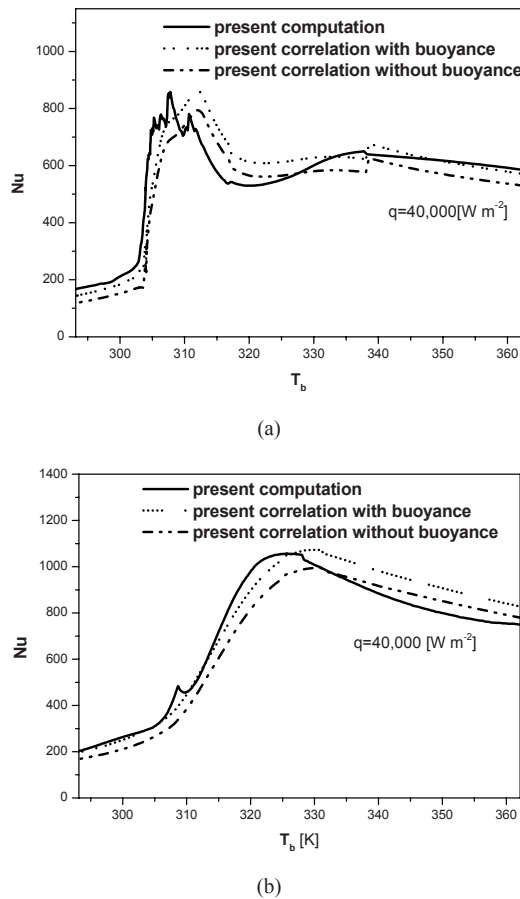 present computation
present correlation with buoyance
present correlation without buoyance
1000
800
600
400
200
0
Nu
q=40,000[W m-2]
300 310 320 330 340 350 360
Tb
(a)
1400
1200
1000
800
600
400
200
0
present computation
present correlation with buoyance
present correlation without buoyance
Nu
q=40,000 [W m-2]
300 310 320 330 340 350 360
Tb [K]
(b)